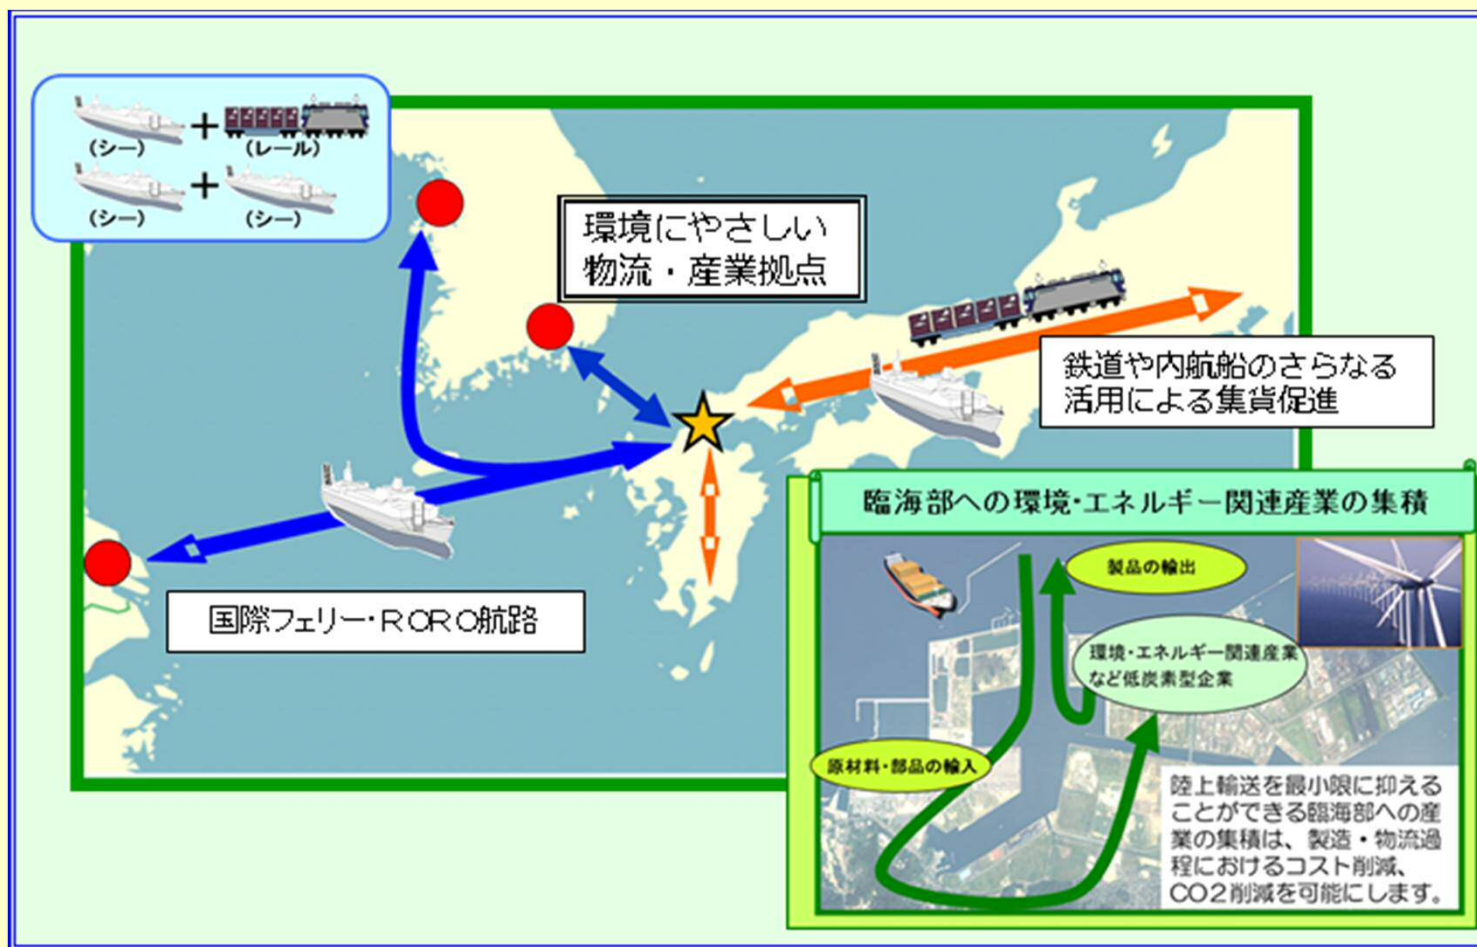 (シー)+(レール)
(シー)+(シー)
環境にやさしい
物流・産業拠点
鉄道や内航船のさらなる
活用による集貨促進
国際フェリー・RORO航路
臨海部への環境・エネルギー関連産業の集積
製品の輸出
環境・エネルギー関連産業
など低炭素型企業
原材料・部品の輸入
陸上輸送を最小限に抑える
ことができる臨海部への産
業の集積は、製造・物流過
程におけるコスト削減、
CO2削減を可能にします。